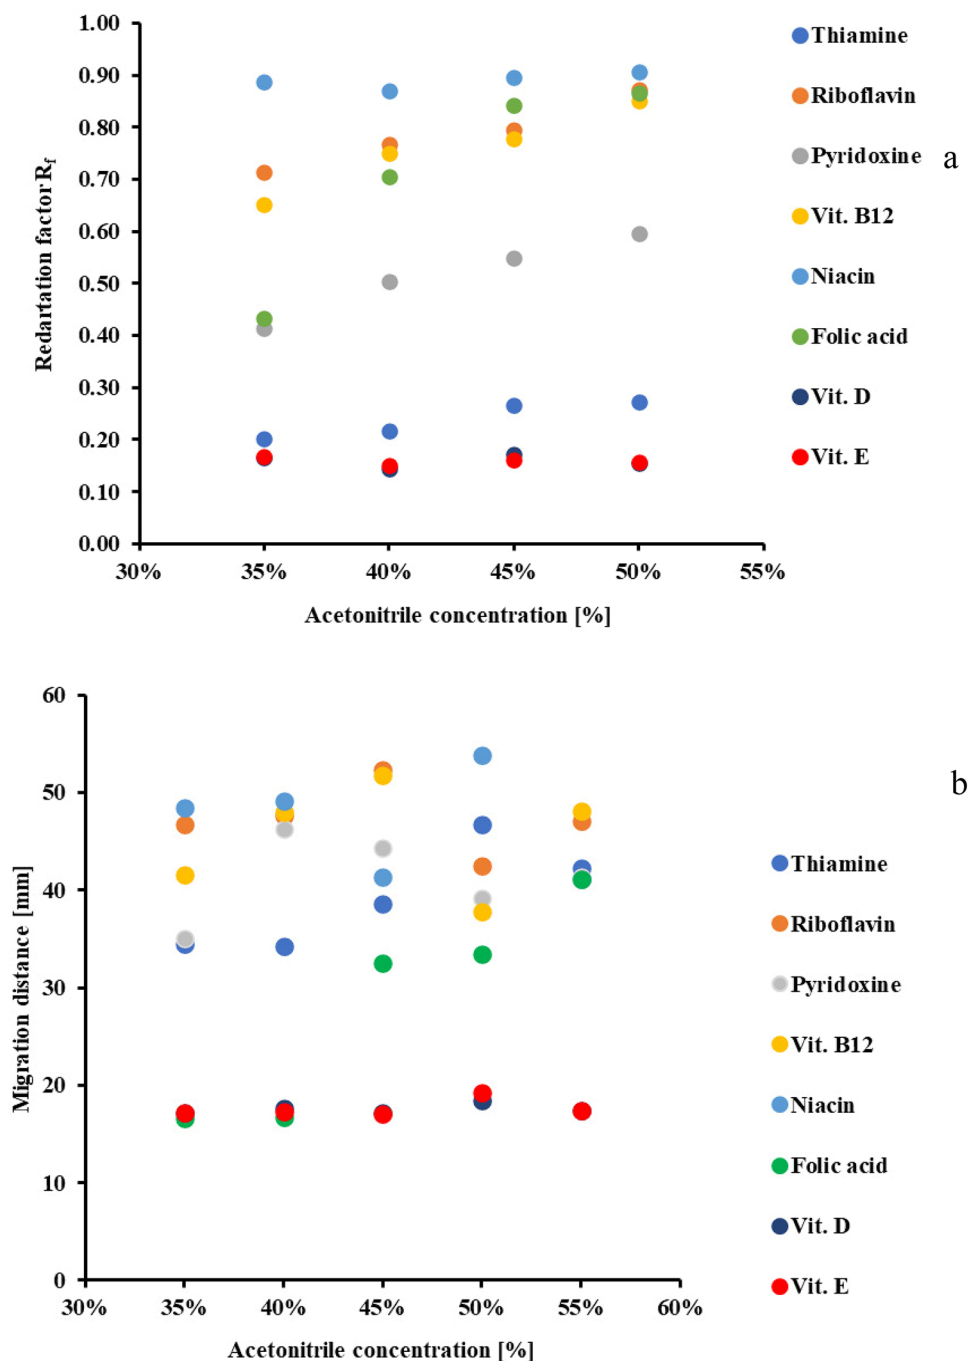 1.00
0.90
0.80
0.70
0.60
0.50
0.40
0.30
0.20
0.10
0.00
Redartation factor Rf
30%
35%
40%
45%
50%
55%
Acetonitrile concentration [%]
Thiamine
Riboflavin
Pyridoxine
Vit. B12
Niacin
Folic acid
Vit. D
Vit. E
a
60
50
40
30
20
10
0
Migration distance [mm]
30%
35%
40%
45%
50%
55%
60%
Acetonitrile concentration [%]
b
Thiamine
Riboflavin
Pyridoxine
Vit. B12
Niacin
Folic acid
Vit. D
Vit. E